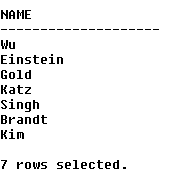 NAME
--------------------
Wu
Einstein
Gold
Katz
Singh
Brandt
Kim
7 rows selected.